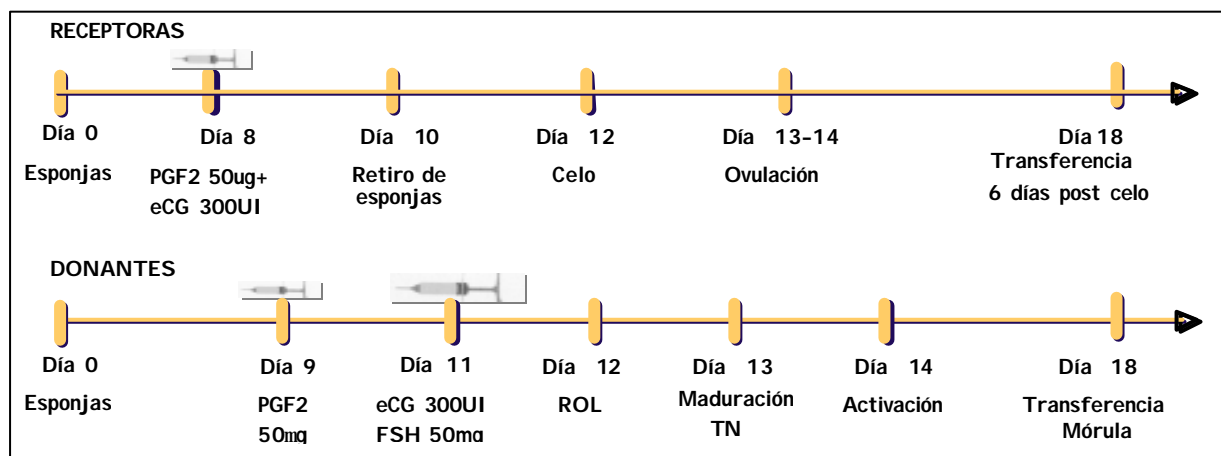 RECEPTORAS
Día 0
Día 8
Día 10
Día 12
Día 13-14
Día 18
Esponjas
PGF2 50ug+
eCG 300UI
Retiro de
esponjas
Celo
Ovulación
Transferencia
6 días post celo
DONANTES
Día 0
Día 9
Día 11
Día 12
Día 13
Día 14
Día 18
Esponjas
PGF2
50mg
eCG 300UI
FSH 50mg
ROL
Maduración
TN
Activación
Transferencia
Mórula